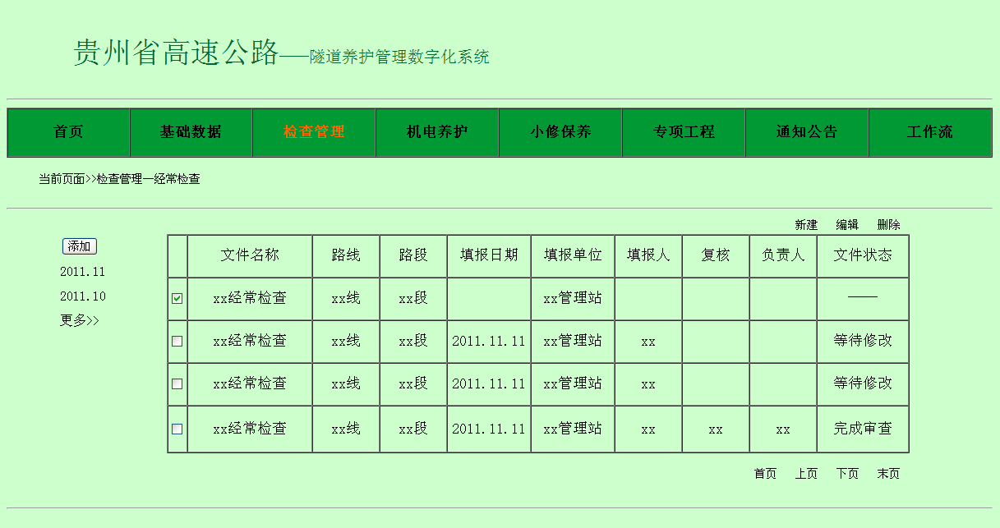 贵州省高速公路——隧道养护管理数字化系统
首页 基础数据 检查管理 机电养护 小修保养 专项工程 通知公告 工作流
当前页面>>检查管理—经常检查
新建 编辑 删除
添加
2011.11
2011.10
更多>>
文件名称 路线 路段 填报日期 填报单位 填报人 复核 负责人 文件状态
xx经常检查 xx线 xx段 xx管理站 ——
xx经常检查 xx线 xx段 2011.11.11 xx管理站 xx 等待修改
xx经常检查 xx线 xx段 2011.11.11 xx管理站 xx 等待修改
xx经常检查 xx线 xx段 2011.11.11 xx管理站 xx xx xx 完成审查
首页 上页 下页 末页